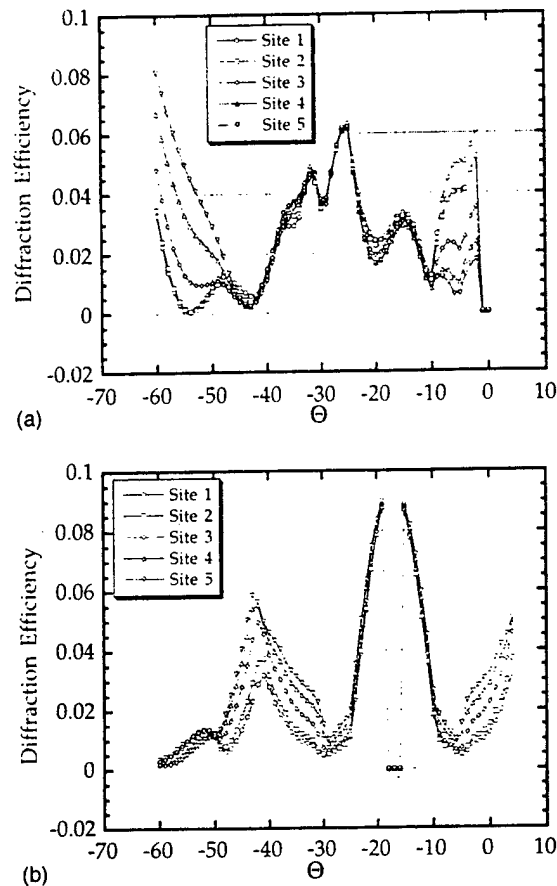 0.1
0.08
0.06
0.04
0.02
0
-0.02
Diffraction Efficiency
Site 1
Site 2
Site 3
Site 4
Site 5
-70 -60 -50 -40 -30 -20 -10 0 10
Θ
(a)
0.1
0.08
0.06
0.04
0.02
0
-0.02
Diffraction Efficiency
Site 1
Site 2
Site 3
Site 4
Site 5
-70 -60 -50 -40 -30 -20 -10 0 10
Θ
(b)